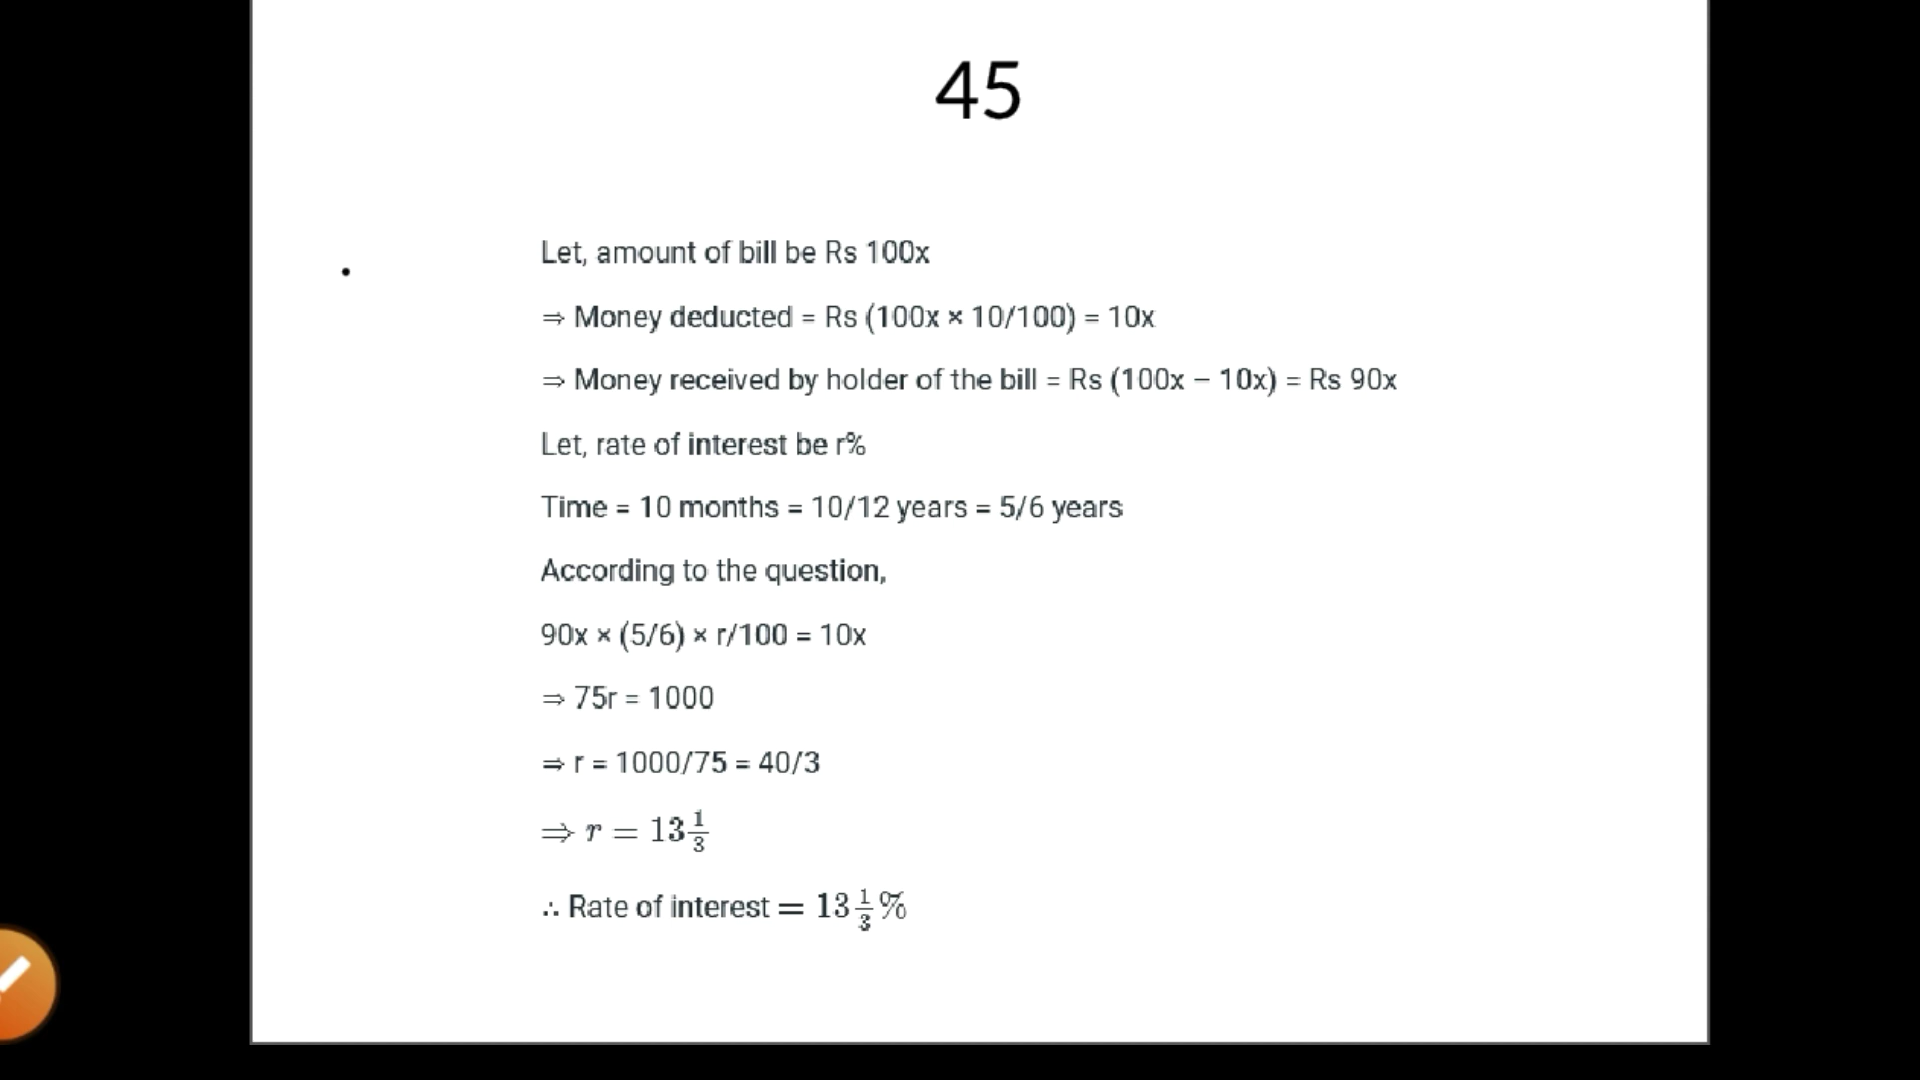 45
Let, amount of bill be Rs 100x
⇒ Money deducted = Rs (100x × 10/100) = 10x
⇒ Money received by holder of the bill = Rs (100x – 10x) = Rs 90x
Let, rate of interest be r%
Time = 10 months = 10/12 years = 5/6 years
According to the question,
90x × (5/6) × r/100 = 10x
⇒ 75r = 1000
⇒ r = 1000/75 = 40/3
⇒ r = 13 1/3
∴ Rate of interest = 13 1/3 %